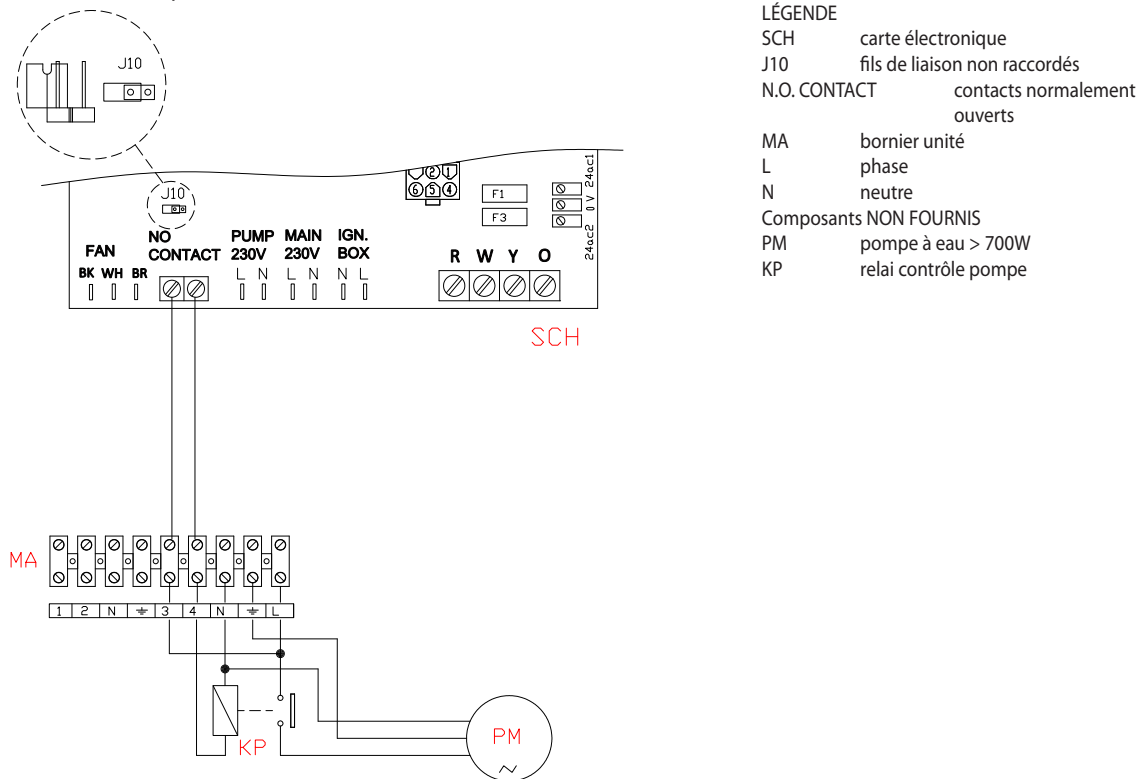 J10
J10
FAN
NO
CONTACT
PUMP
230V
MAIN
230V
IGN.
BOX
BK WH BR
L N L N N L
2 1
6 5 4
F1
F3
24ac2 0 V 24ac1
R W Y O
SCH
MA
1 2 N 3 4 N L
KP
PM
LÉGENDE
SCH carte électronique
J10 fils de liaison non raccordés
N.O. CONTACT contacts normalement
ouverts
MA bornier unité
L phase
N neutre
Composants NON FOURNIS
PM pompe à eau > 700W
KP relai contrôle pompe